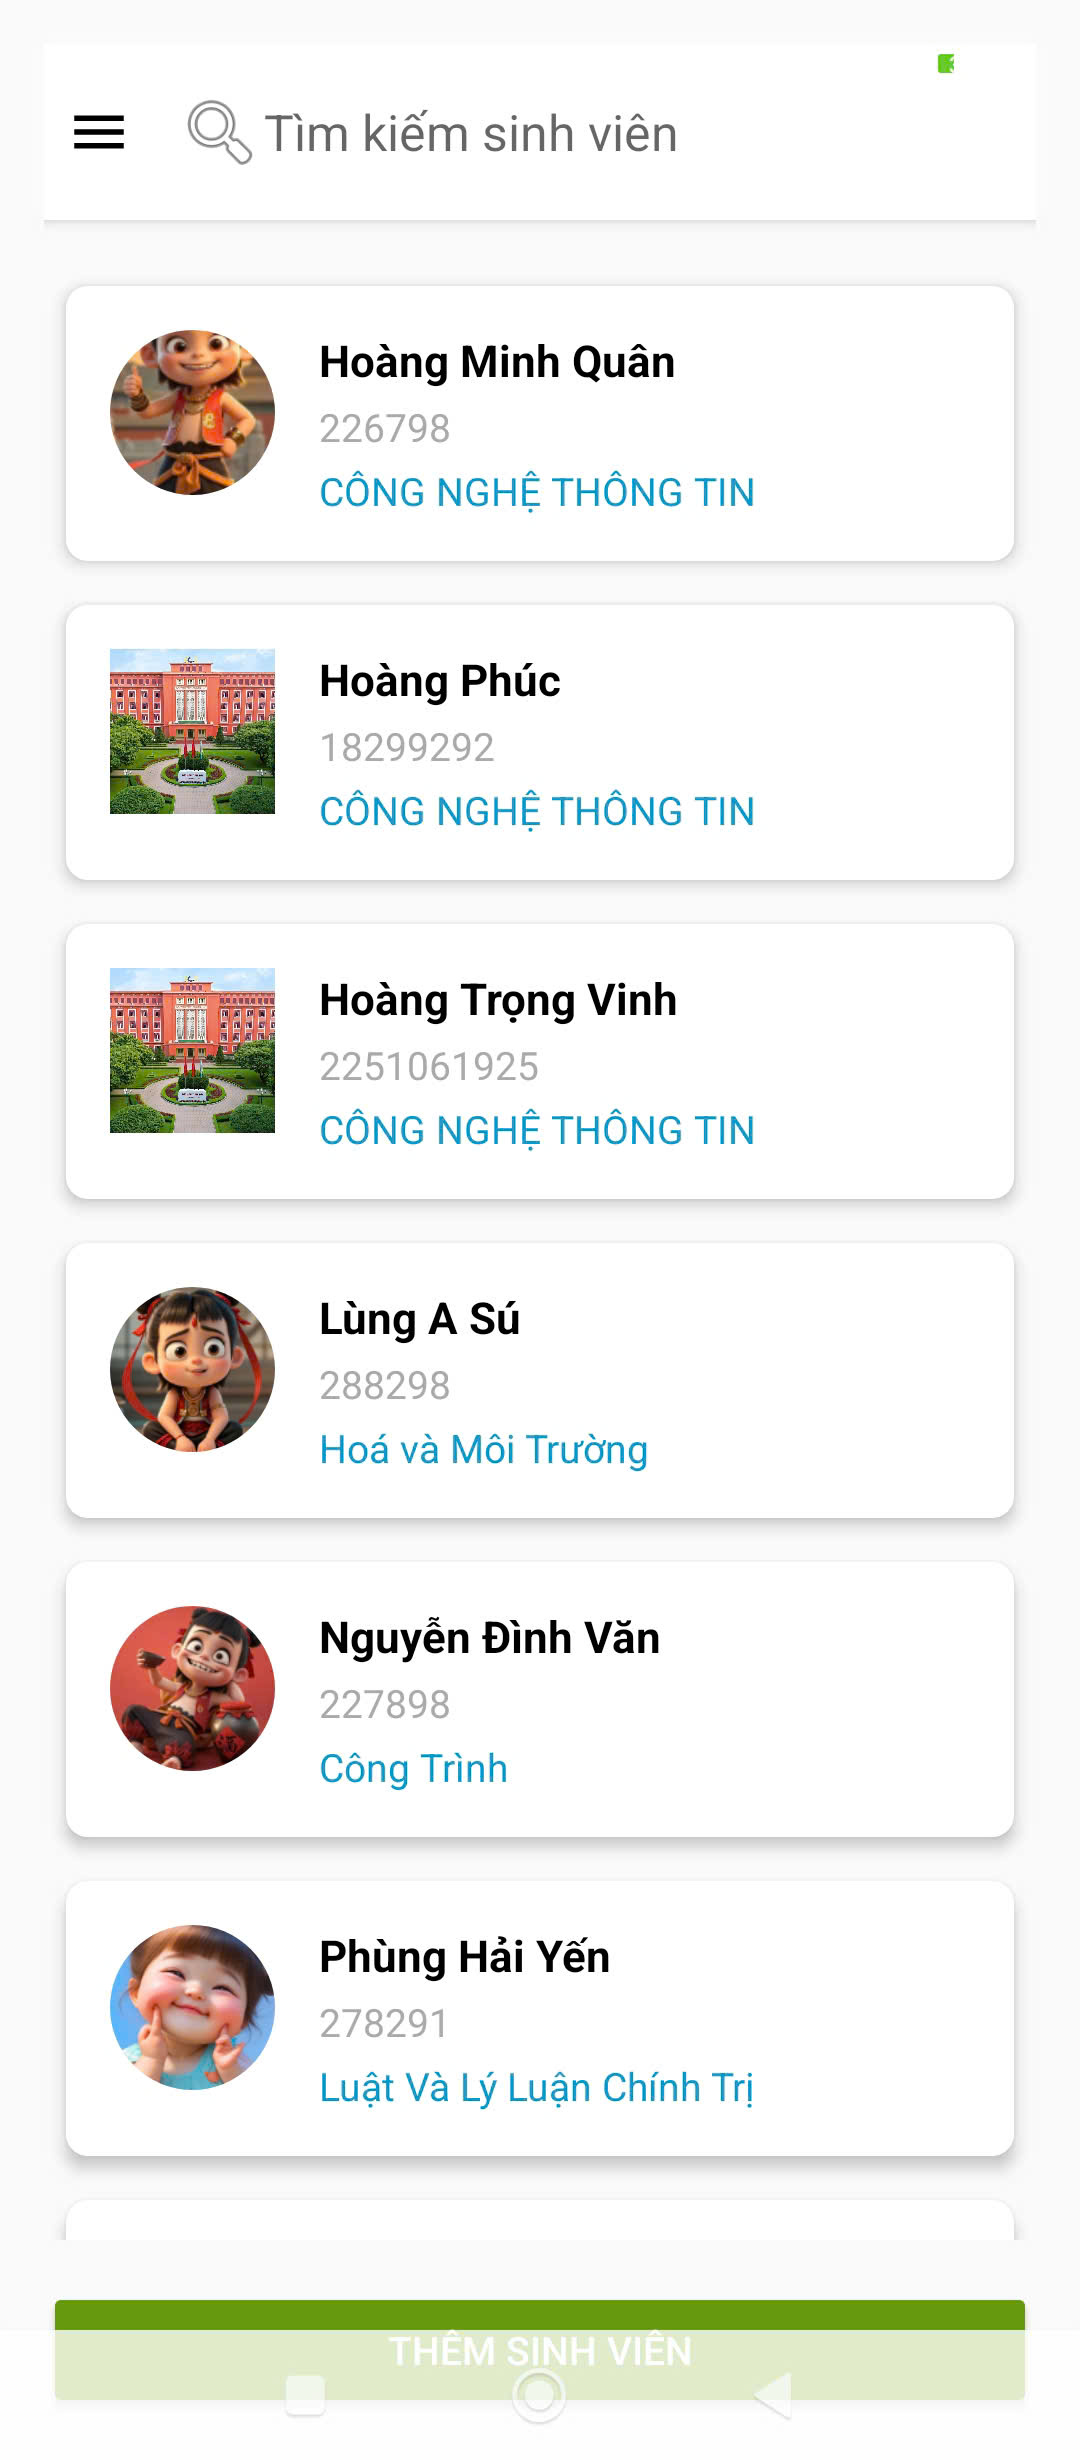 Tìm kiếm sinh viên
Hoàng Minh Quân
226798
CÔNG NGHỆ THÔNG TIN
Hoàng Phúc
18299292
CÔNG NGHỆ THÔNG TIN
Hoàng Trọng Vinh
2251061925
CÔNG NGHỆ THÔNG TIN
Lùng A Sú
288298
Hoá và Môi Trường
Nguyễn Đình Văn
227898
Công Trình
Phùng Hải Yến
278291
Luật Và Lý Luận Chính Trị
THÊM SINH VIÊN